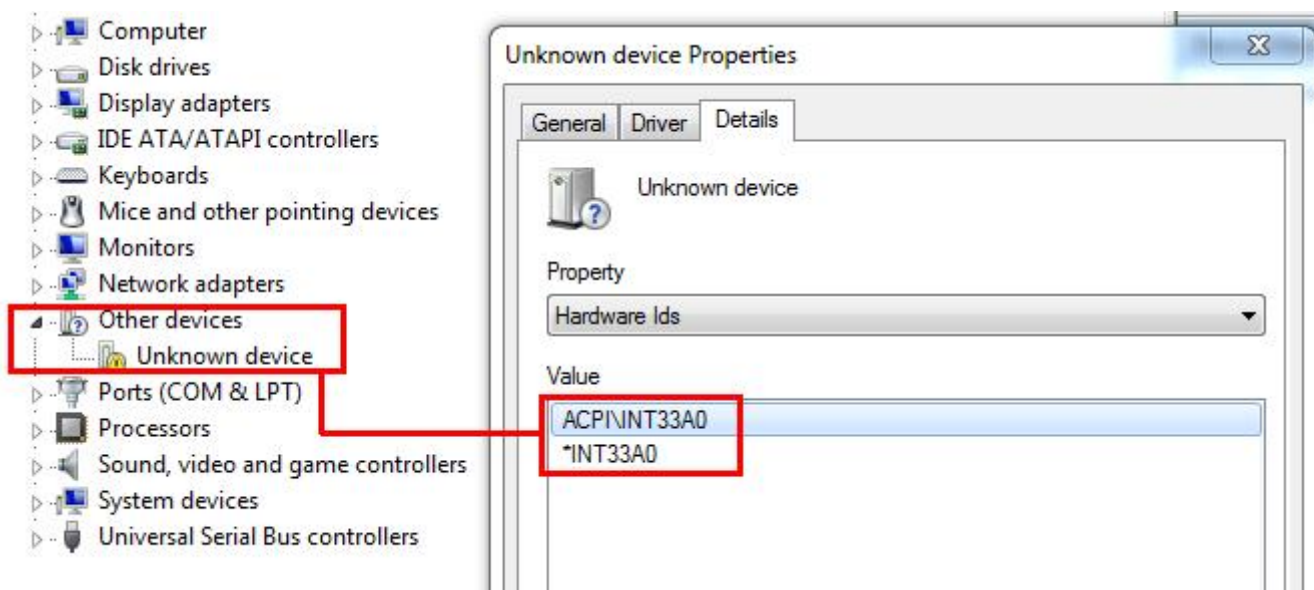 Computer
Disk drives
Display adapters
IDE ATA/ATAPI controllers
Keyboards
Mice and other pointing devices
Monitors
Network adapters
Other devices
Unknown device
Ports (COM & LPT)
Processors
Sound, video and game controllers
System devices
Universal Serial Bus controllers
Unknown device Properties
General Driver Details
Unknown device
Property
Hardware Ids
Value
ACPI\INT33A0
*INT33A0